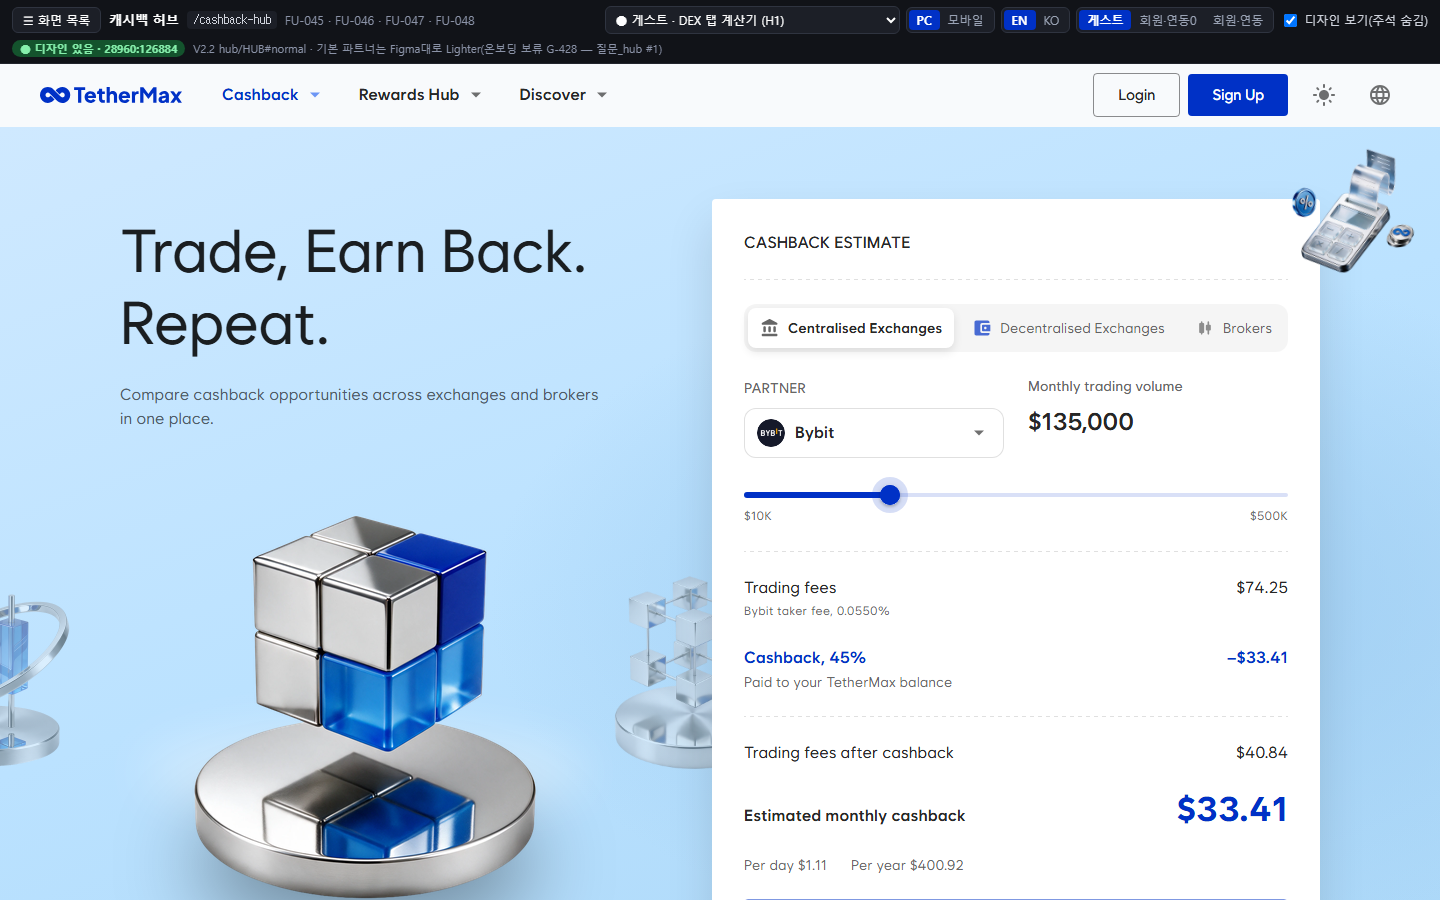 ☰ 화면 목록 캐시백 허브 /cashback-hub FU-045 · FU-046 · FU-047 · FU-048 ● 게스트 · DEX 탭 계산기 (H1) PC 모바일 EN KO 게스트 회원·연동0 회원·연동 디자인 보기(주석 숨김)
● 디자인 있음 · 28960:126884 V2.2 hub/HUB#normal · 기본 파트너는 Figma대로 Lighter(온보딩 보류 G-428 — 질문_hub #1)
TetherMax Cashback Rewards Hub Discover Login Sign Up
Trade, Earn Back.
Repeat.
Compare cashback opportunities across exchanges and brokers
in one place.
CASHBACK ESTIMATE
Centralised Exchanges Decentralised Exchanges Brokers
PARTNER
Monthly trading volume
BYBIT Bybit
$135,000
$10K $500K
Trading fees $74.25
Bybit taker fee, 0.0550%
Cashback, 45% –$33.41
Paid to your TetherMax balance
Trading fees after cashback $40.84
Estimated monthly cashback $33.41
Per day $1.11 Per year $400.92